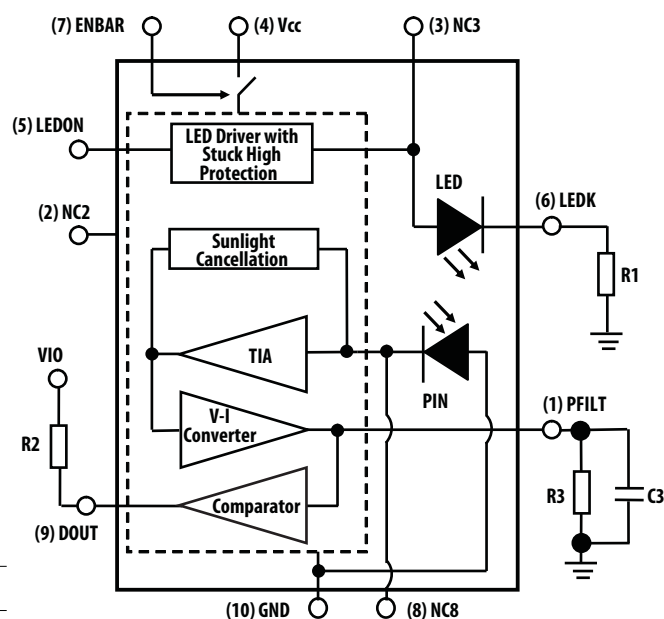 (7) ENBAR
(4) Vcc
(3) NC3
(5) LEDON
LED Driver with
Stuck High
Protection
LED
(6) LEDK
(2) NC2
Sunlight
Cancellation
R1
VIO
TIA
PIN
(1) PFILT
V-I
Converter
R2
R3
C3
Comparator
(9) DOUT
(10) GND
(8) NC8